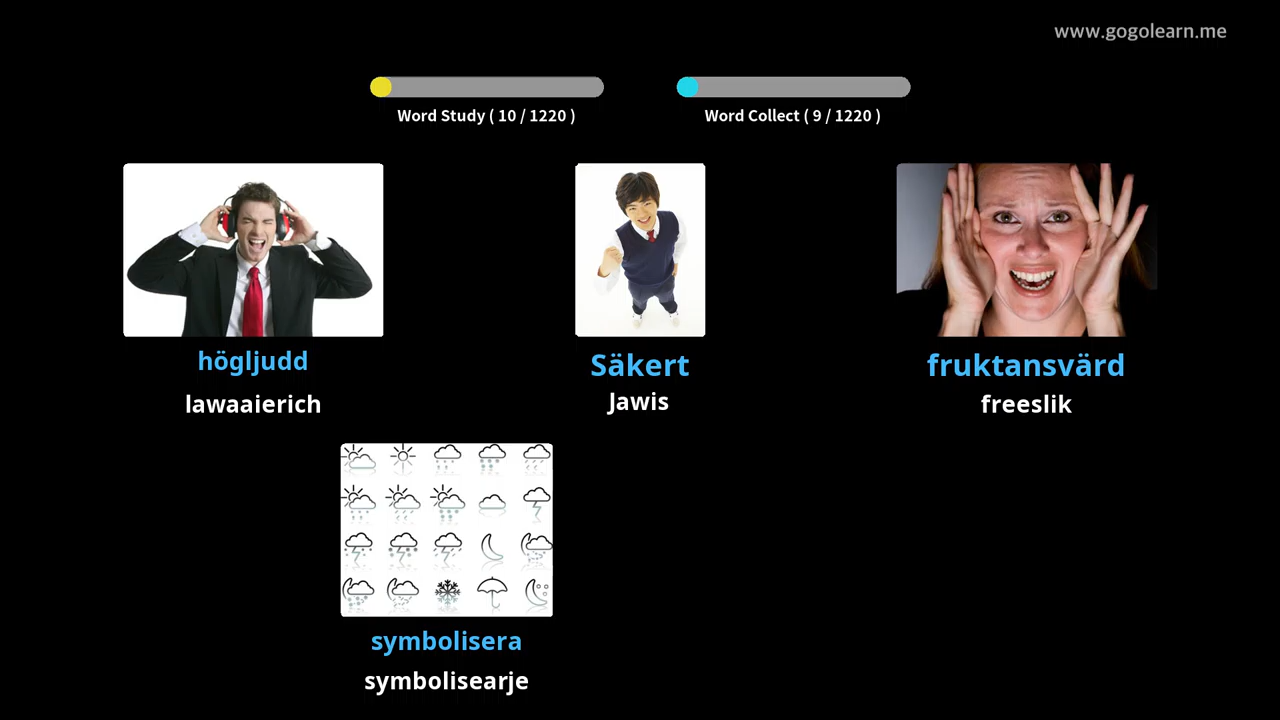 www.gogolearn.me
Word Study ( 10 / 1220 )
Word Collect ( 9 / 1220 )
högljudd
lawaaierich
Säkert
Jawis
fruktansvärd
freeslik
symbolisera
symbolisearje